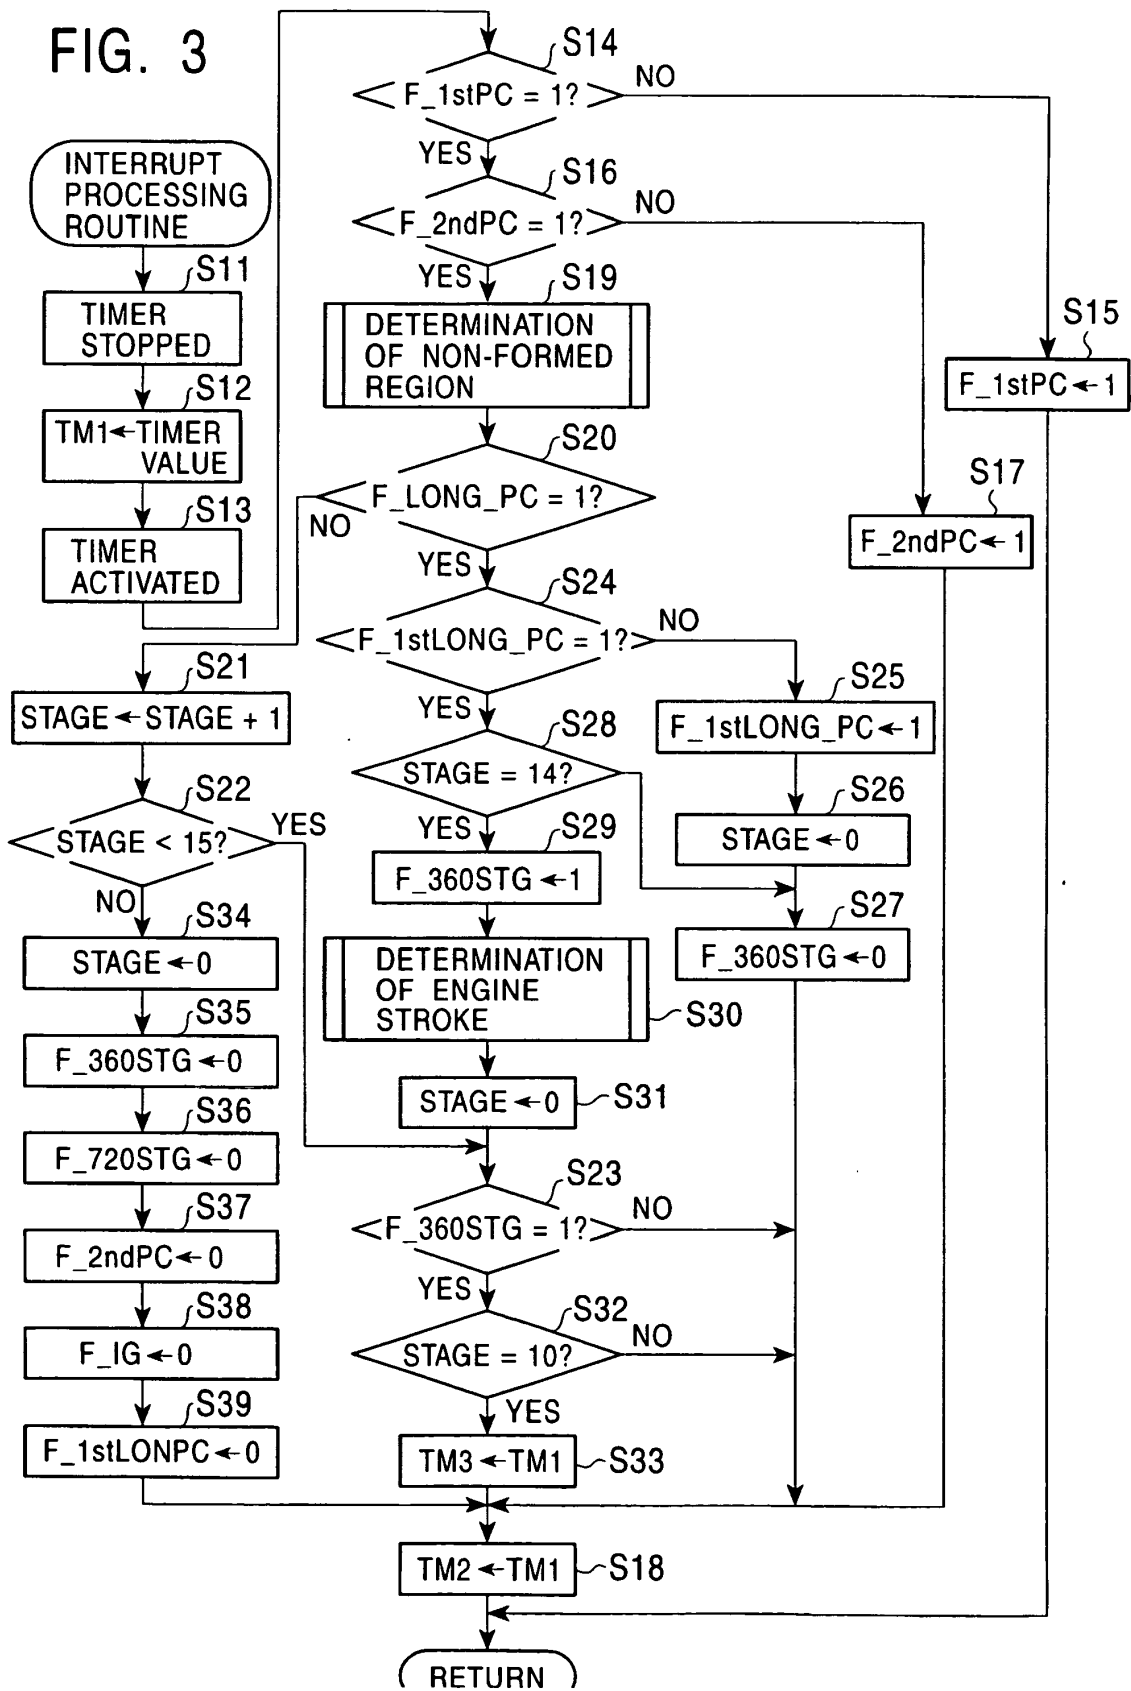 FIG. 3
INTERRUPT
PROCESSING
ROUTINE
S11
TIMER
STOPPED
S12
TM1←TIMER
VALUE
S13
TIMER
ACTIVATED
S14
F_1stPC = 1?
NO
YES
S15
F_1stPC←1
S16
F_2ndPC = 1?
NO
YES
S17
F_2ndPC←1
S19
DETERMINATION
OF NON-FORMED
REGION
S20
F_LONG_PC = 1?
NO
YES
S21
STAGE←STAGE + 1
S22
STAGE < 15?
YES
NO
S24
F_1stLONG_PC = 1?
NO
YES
S25
F_1stLONG_PC←1
S26
STAGE←0
S27
F_360STG←0
S28
STAGE = 14?
YES
S29
F_360STG←1
DETERMINATION
OF ENGINE
STROKE
S30
STAGE←0
S31
S23
F_360STG = 1?
NO
YES
S32
STAGE = 10?
NO
YES
TM3←TM1
S33
S34
STAGE←0
S35
F_360STG←0
S36
F_720STG←0
S37
F_2ndPC←0
S38
F_IG←0
S39
F_1stLONPC←0
TM2←TM1
S18
RETURN